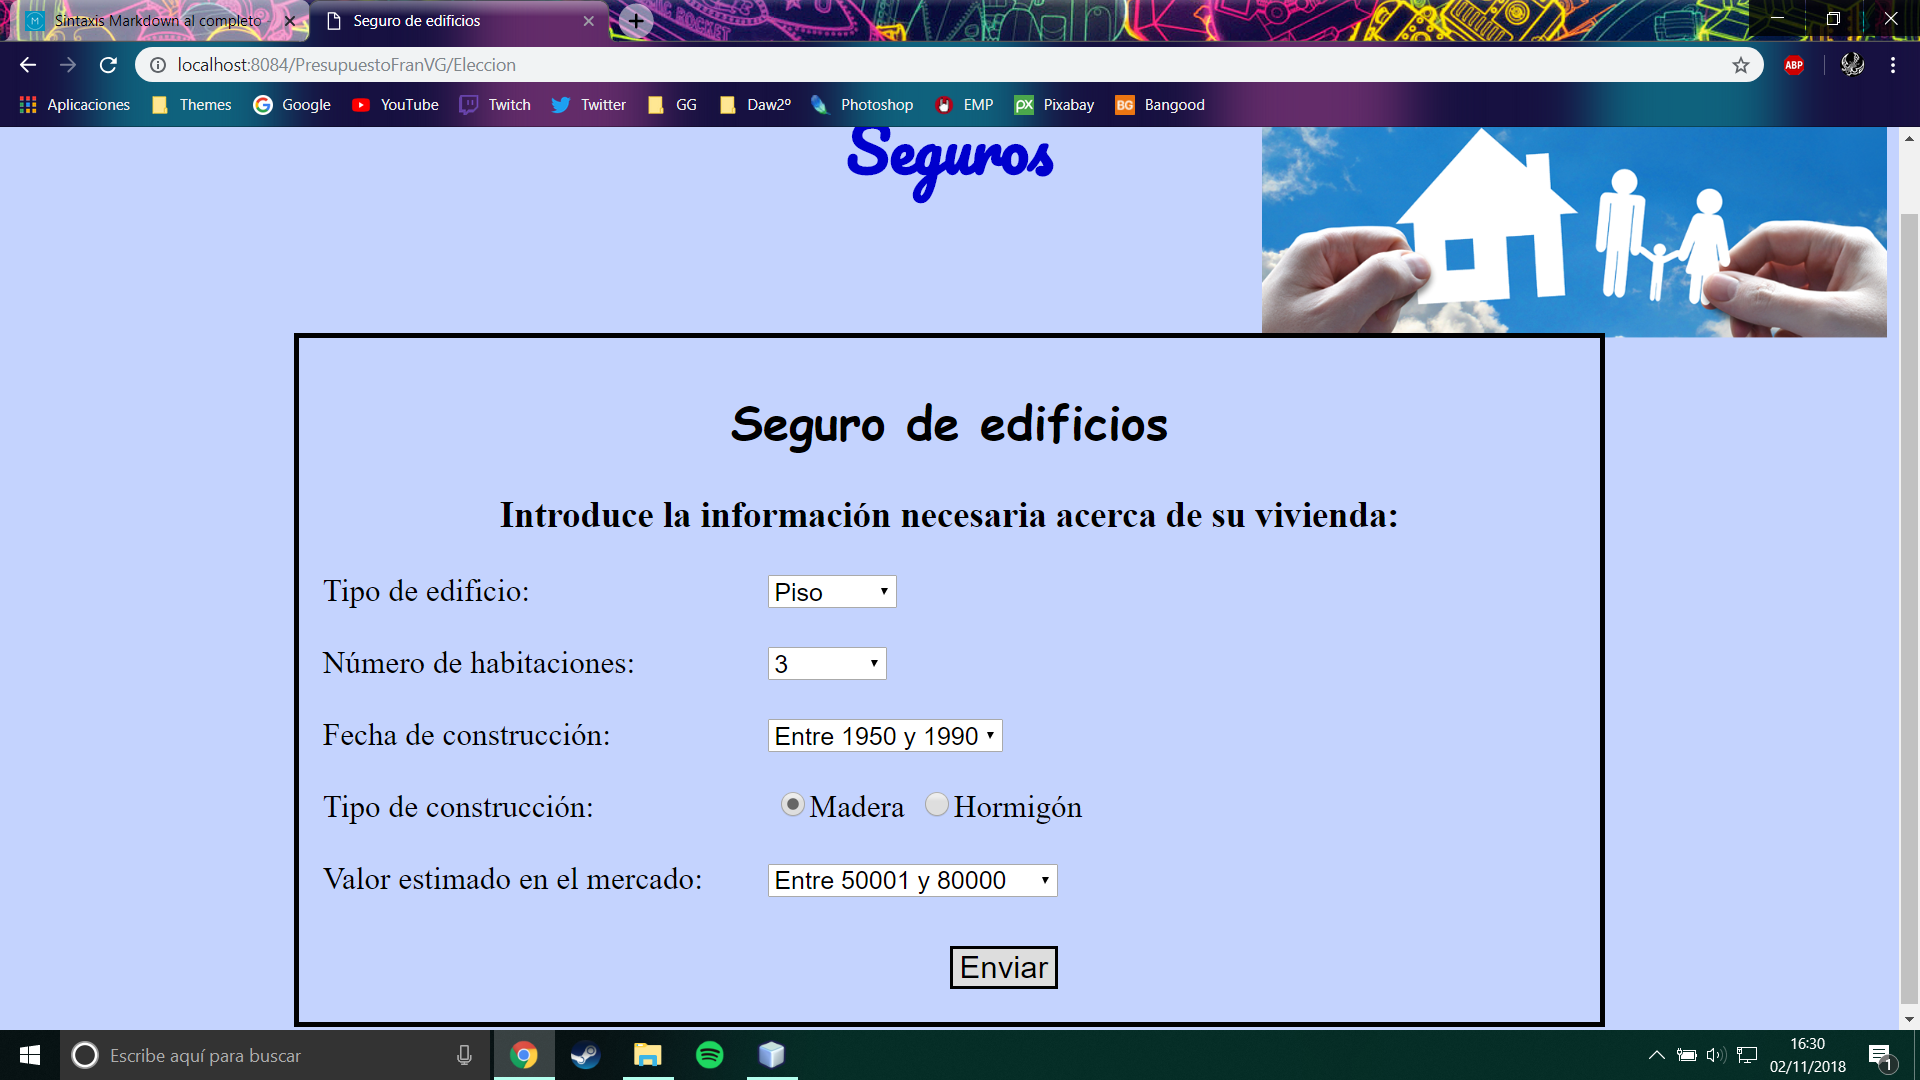 Sintaxis Markdown al completo
Seguro de edificios
localhost:8084/PresupuestoFranVG/Eleccion
ABP
Aplicaciones Themes Google YouTube Twitch Twitter GG Daw2º Photoshop EMP Pixabay Bangood
Seguros
Seguro de edificios
Introduce la información necesaria acerca de su vivienda:
Tipo de edificio: Piso
Número de habitaciones: 3
Fecha de construcción: Entre 1950 y 1990
Tipo de construcción: Madera Hormigón
Valor estimado en el mercado: Entre 50001 y 80000
Enviar
Escribe aquí para buscar
16:30
02/11/2018
1